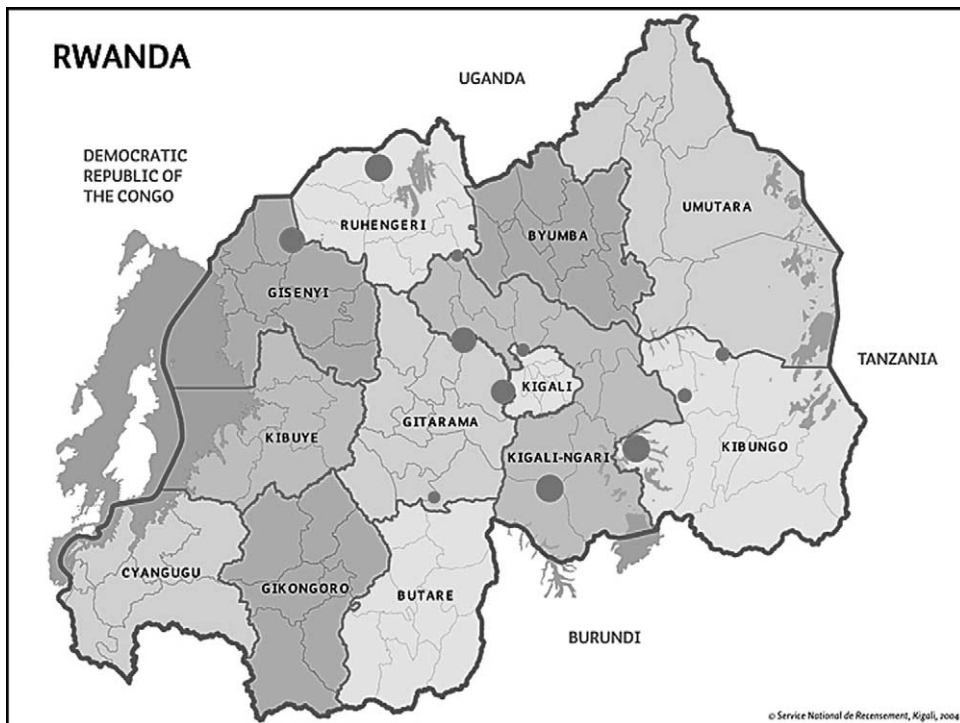 RWANDA
UGANDA
DEMOCRATIC
REPUBLIC OF
THE CONGO
UMUTARA
RUHENGERI
BYUMBA
GISENYI
TANZANIA
KIGALI
GITARAMA
KIBUYE
KIBUNGO
KIGALI-NGARI
CYANGUGU
GIKONGORO
BUTARE
BURUNDI
© Service National de Recensement, Kigali, 2004